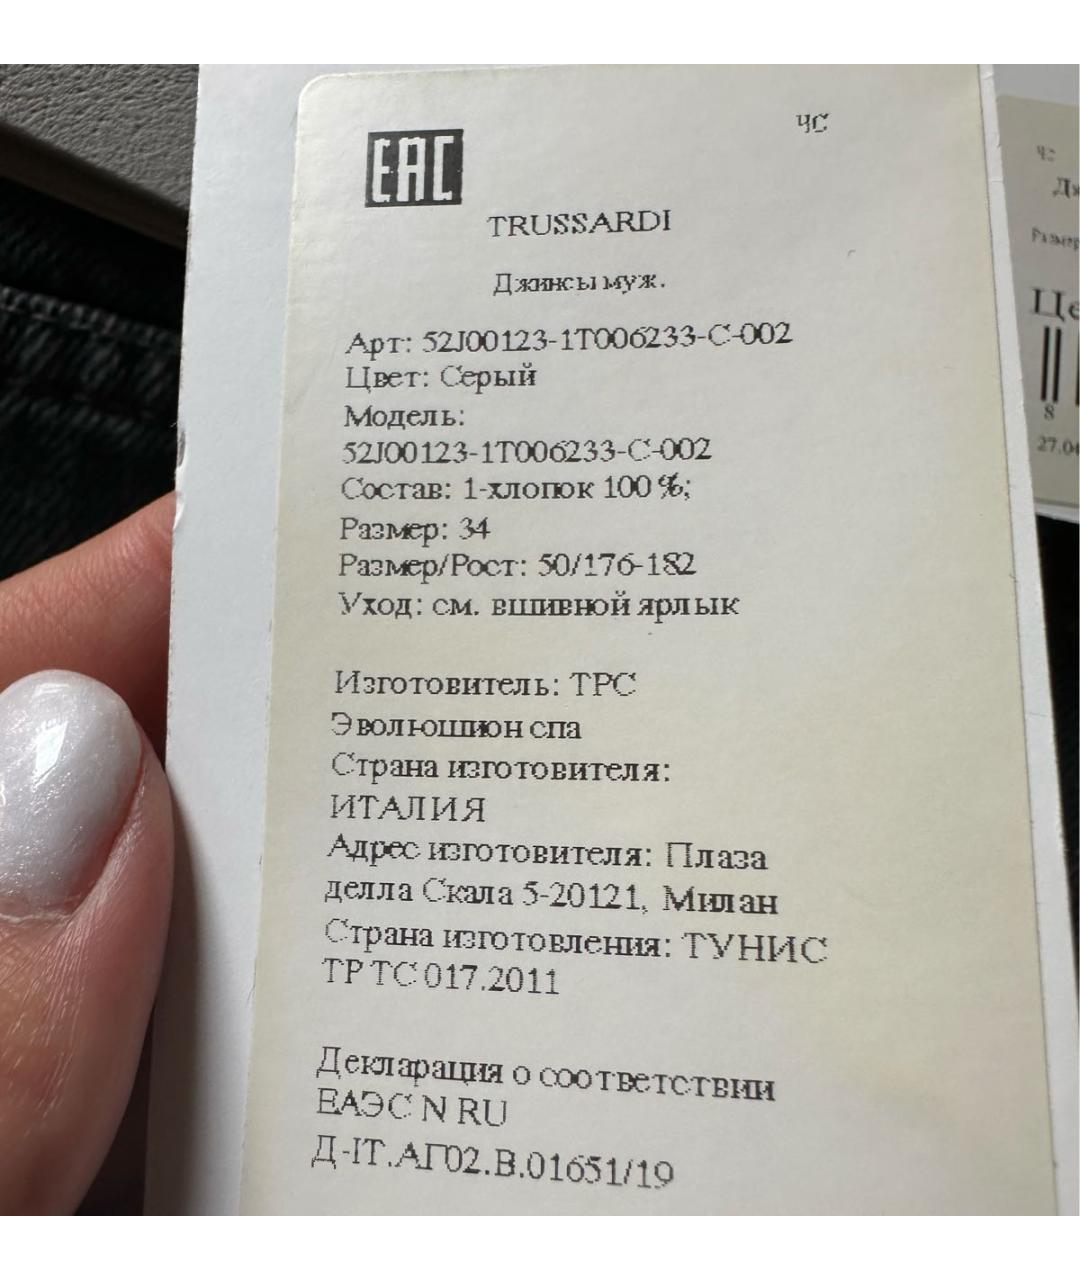 ЧС
EAC
TRUSSARDI
Джинсы муж.
Арт: 52J00123-1T006233-C-002
Цвет: Серый
Модель:
52J00123-1T006233-C-002
Состав: 1-хлопок 100 %;
Размер: 34
Размер/Рост: 50/176-182
Уход: см. вшивной ярлык
Изготовитель: ТРС
Эволюшион спа
Страна изготовителя:
ИТАЛИЯ
Адрес изготовителя: Плаза
делла Скала 5-20121, Милан
Страна изготовления: ТУНИС
ТР ТС 017.2011
Декларация о соответствии
ЕАЭС N RU
Д-IT.АГ02.В.01651/19
8
27.04